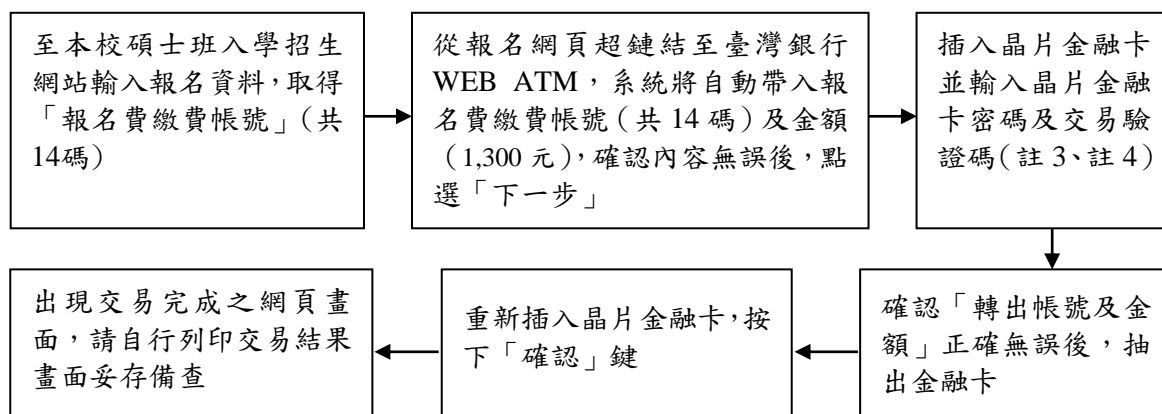 至本校碩士班入學招生
網站輸入報名資料，取得
「報名費繳費帳號」（共
14碼）
從報名網頁超鏈結至臺灣銀行
WEB ATM，系統將自動帶入報
名費繳費帳號（共 14 碼）及金額
（1,300 元），確認內容無誤後，點
選「下一步」
插入晶片金融卡
並輸入晶片金融
卡密碼及交易驗
證碼（註 3、註 4）
確認「轉出帳號及金
額」正確無誤後，抽
出金融卡
重新插入晶片金融卡，按
下「確認」鍵
出現交易完成之網頁畫
面，請自行列印交易結果
畫面妥存備查